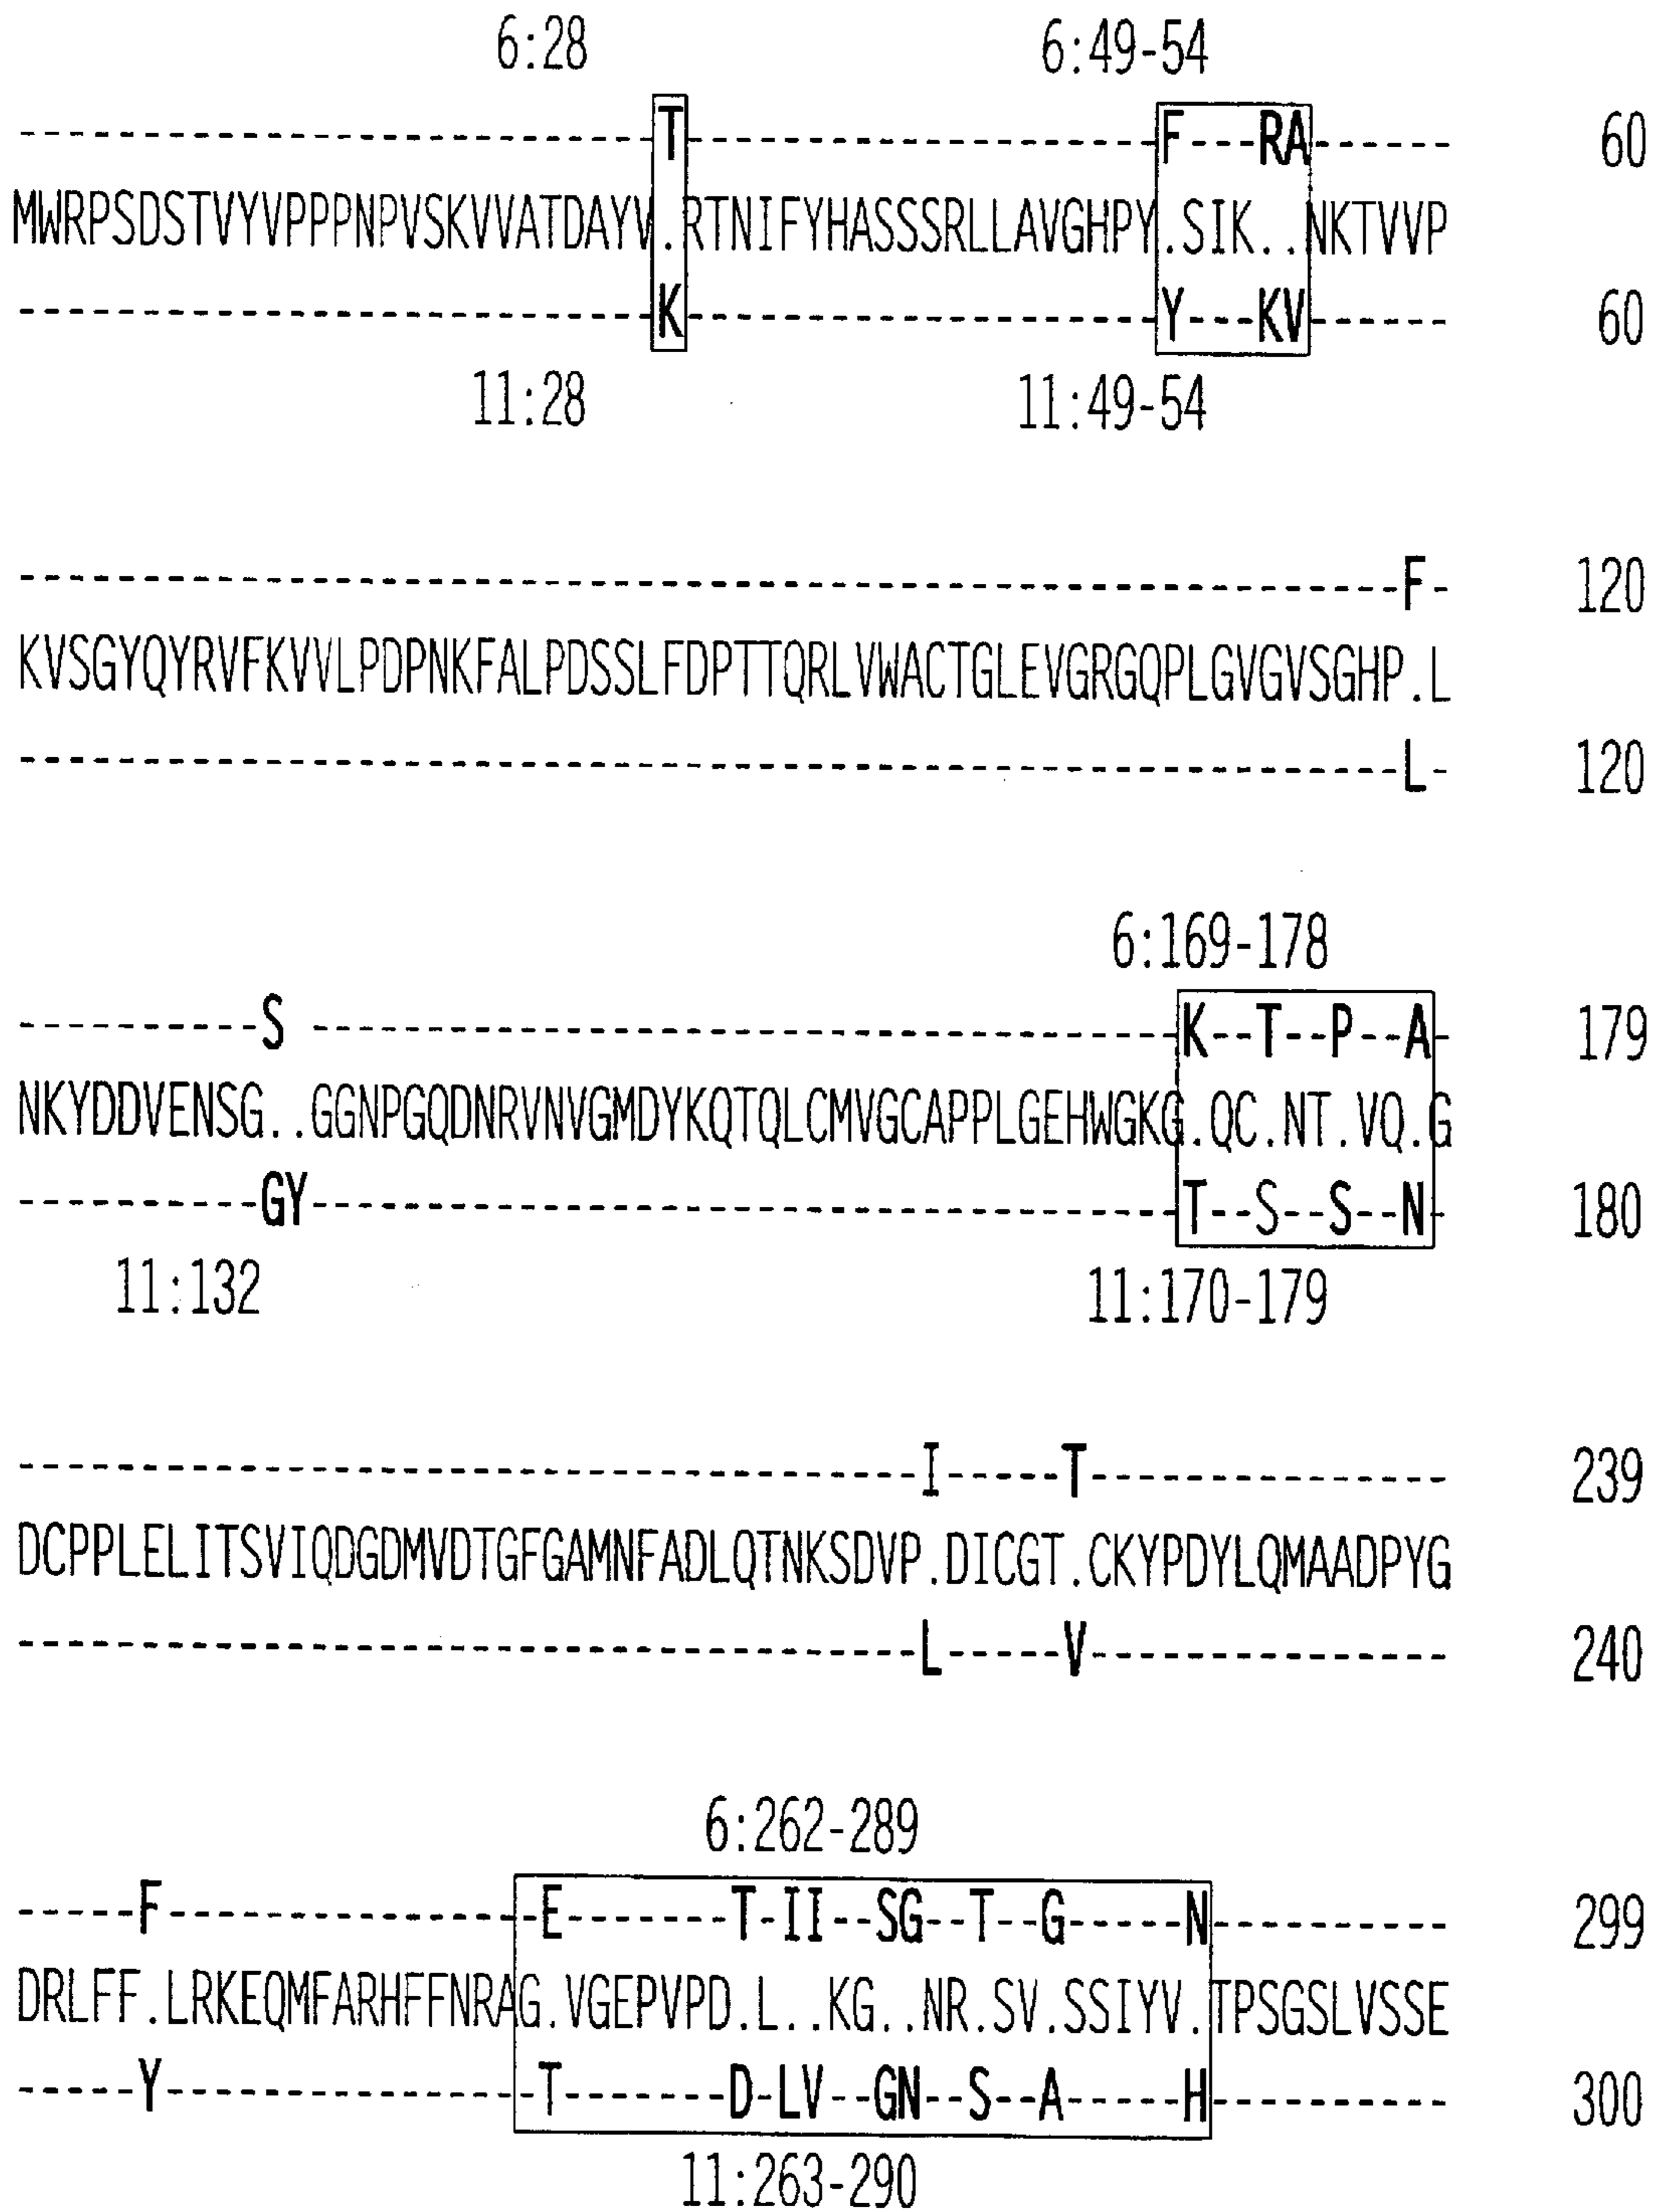 6:28 6:49-54
---------------------------T--------------------F---RA------ 60
MWRPSDSTVYVPPPNPVSKVVATDAYV.RTNIFYHASSSRLLAVGHPY.SIK..NKTVVP
---------------------------K--------------------Y---KV------ 60
11:28 11:49-54
----------------------------------------------------------F- 120
KVSGYQYRVFKVVLPDPNKFALPDSSLFDPTTQRLVWACTGLEVGRGQPLGVGVSGHP.L
----------------------------------------------------------L- 120
6:169-178
----------S -------------------------------------K--T--P--A- 179
NKYDDVENSG..GGNPGQDNRVNVGMDYKQTQLCMVGCAPPLGEHWGKG.QC.NT.VQ.G
----------GY-------------------------------------T--S--S--N- 180
11:132 11:170-179
--------------------------------------I-----T--------------- 239
DCPPLELITSVIQDGDMVDTGFGAMNFADLQTNKSDVP.DICGT.CKYPDYLQMAADPYG
--------------------------------------L-----V--------------- 240
6:262-289
-----F----------------E-------T-II--SG--T--G-----N---------- 299
DRLFF.LRKEQMFARHFFNRAG.VGEPVPD.L..KG..NR.SV.SSIYV.TPSGSLVSSE
-----Y----------------T-------D-LV--GN--S--A-----H---------- 300
11:263-290